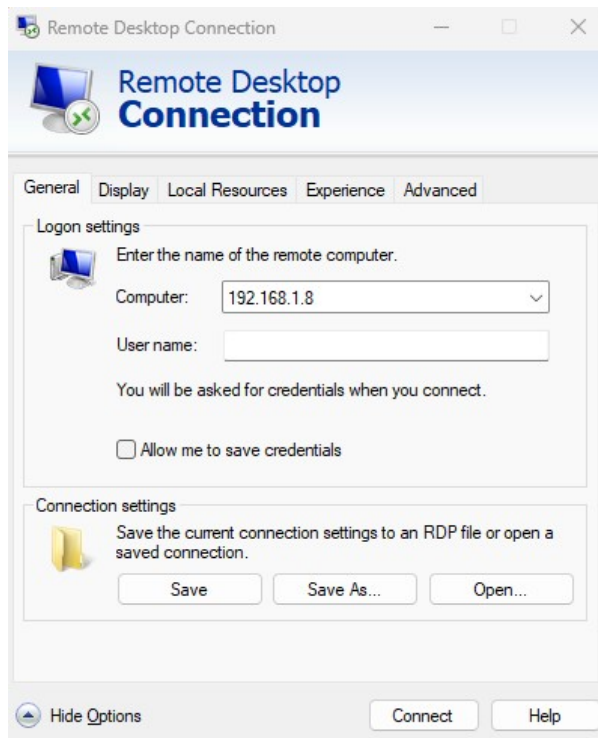 Remote Desktop Connection
Remote Desktop
Connection
General Display Local Resources Experience Advanced
Logon settings
Enter the name of the remote computer.
Computer: 192.168.1.8
User name:
You will be asked for credentials when you connect.
Allow me to save credentials
Connection settings
Save the current connection settings to an RDP file or open a
saved connection.
Save Save As... Open...
Hide Options Connect Help